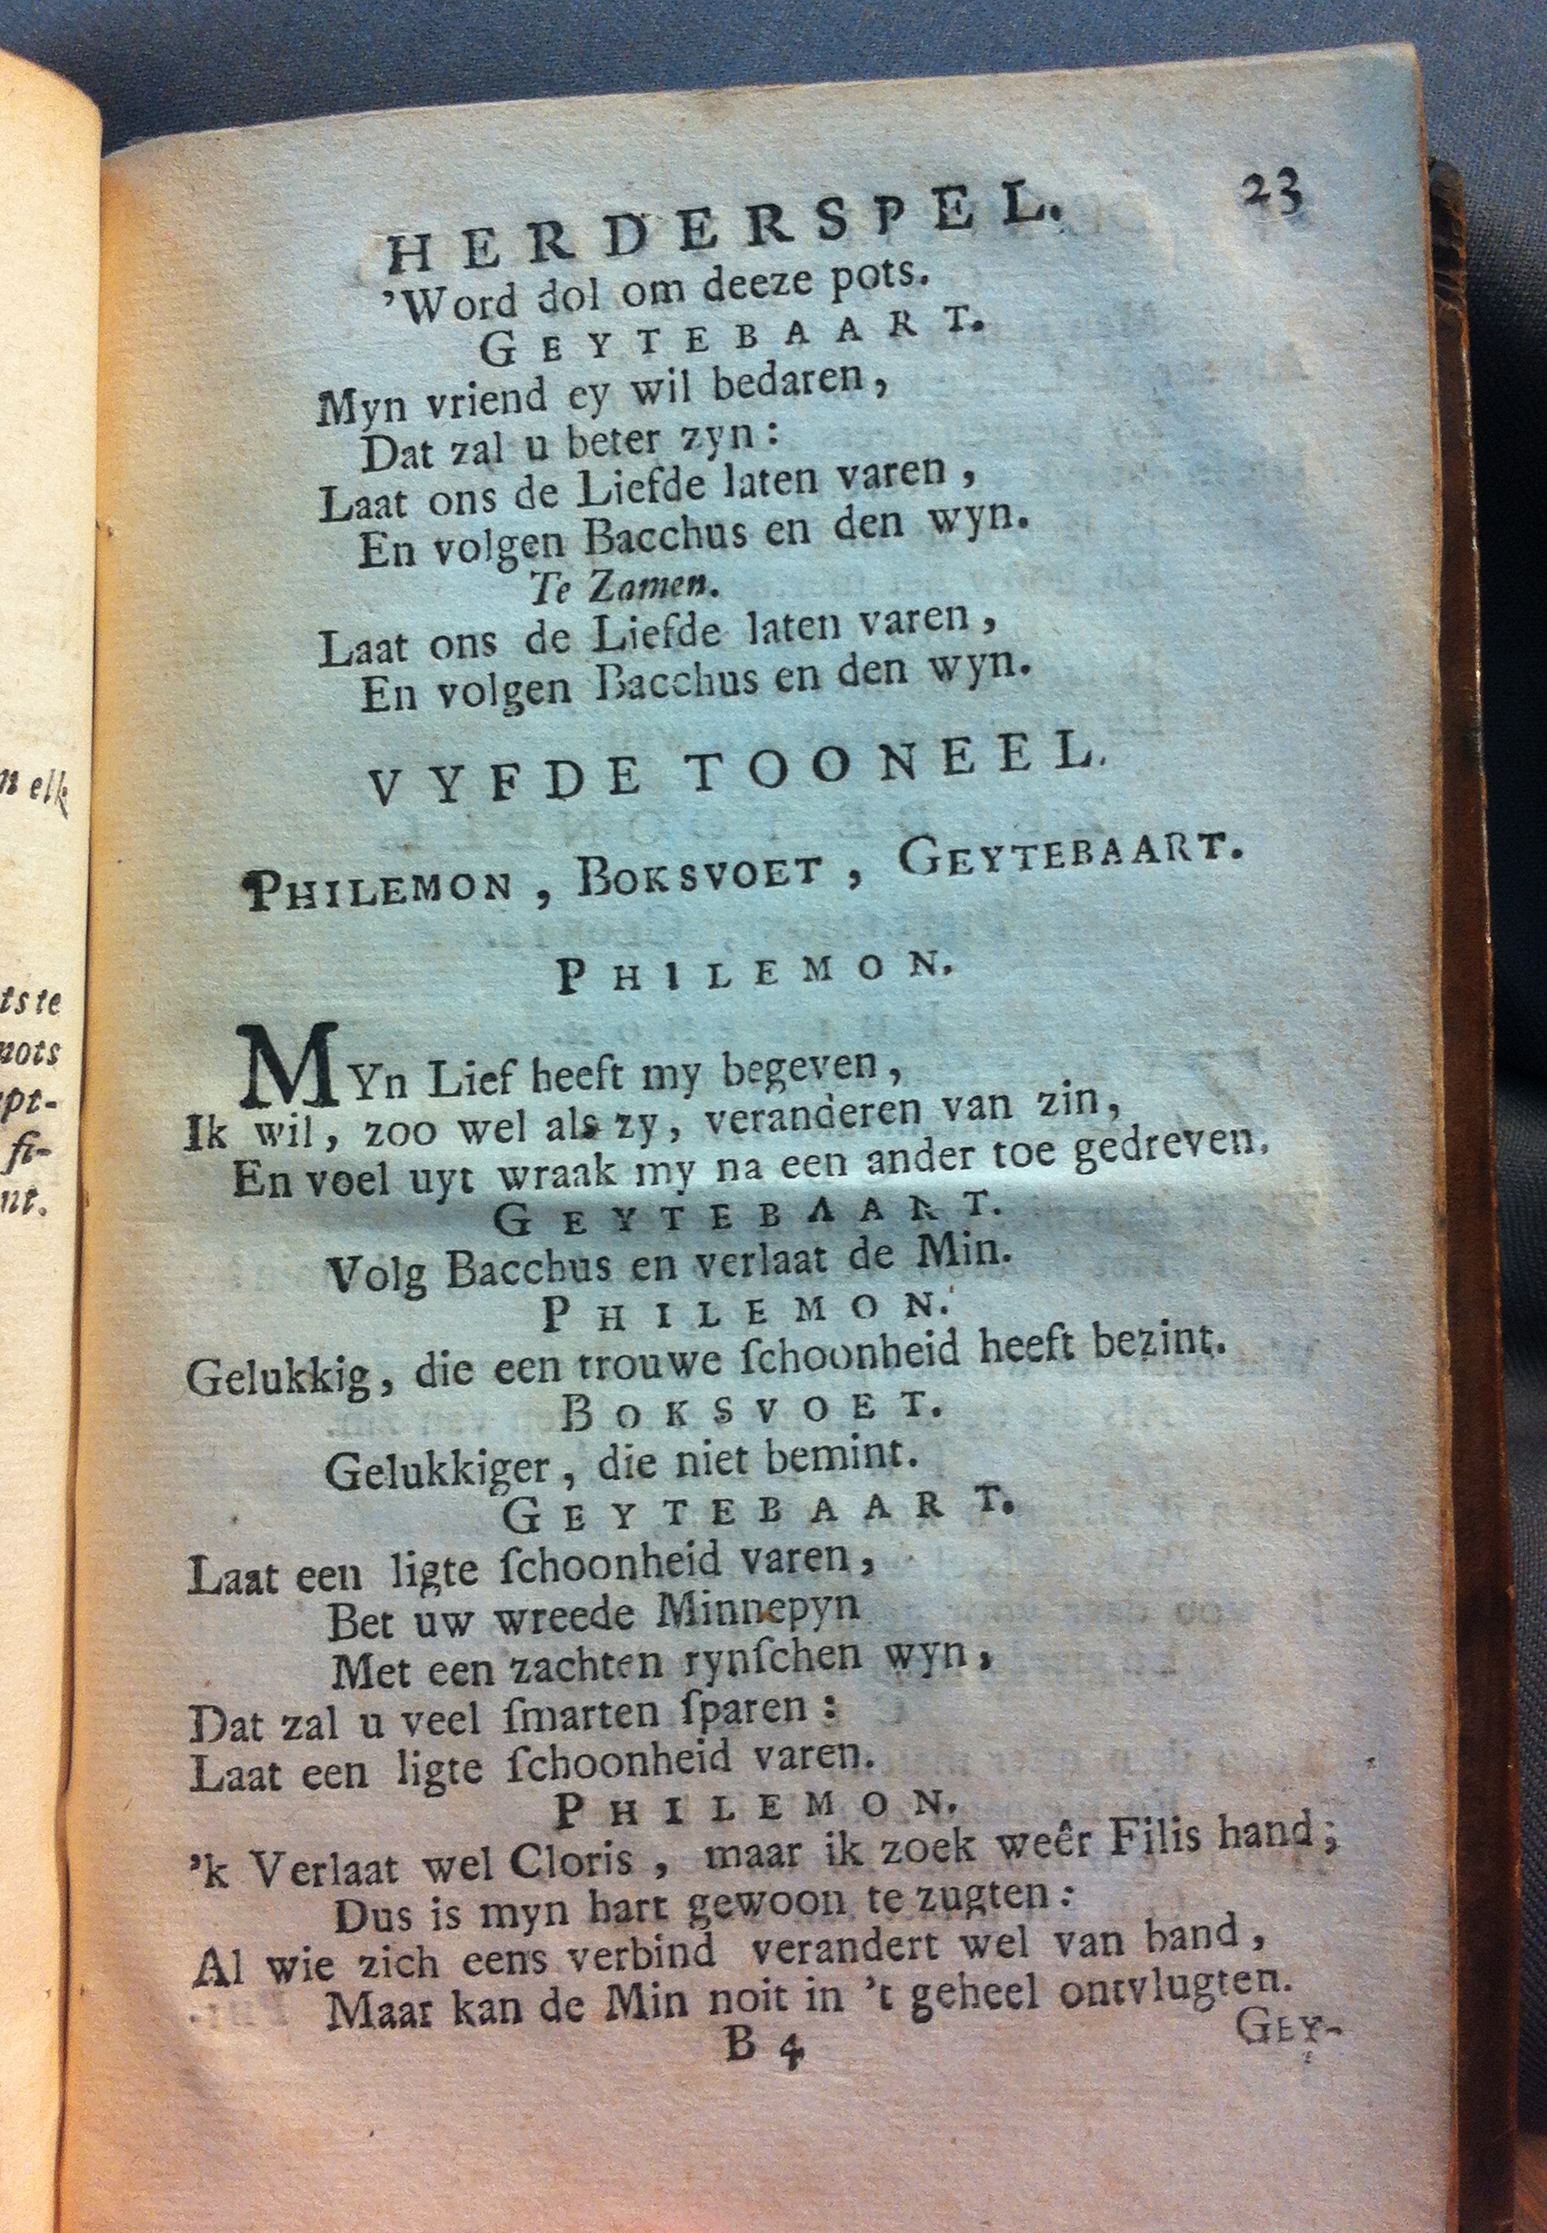 n elk
tste
nots
pt-
fi-
nt.
HERDERSPEL. 23
'Word dol om deeze pots.
GEYTEBAART.
Myn vriend ey wil bedaren,
Dat zal u beter zyn:
Laat ons de Liefde laten varen,
En volgen Bacchus en den wyn.
Te Zamen.
Laat ons de Liefde laten varen,
En volgen Bacchus en den wyn.
VYFDE TOONEEL.
PHILEMON, BOKSVOET, GEYTEBAART.
PHILEMON.
MYn Lief heeft my begeven,
Ik wil, zoo wel als zy, veranderen van zin,
En voel uyt wraak my na een ander toe gedreven.
GEYTEBAART.
Volg Bacchus en verlaat de Min.
PHILEMON.
Gelukkig, die een trouwe ſchoonheid heeft bezint.
BOKSVOET.
Gelukkiger, die niet bemint.
GEYTEBAART.
Laat een ligte ſchoonheid varen,
Bet uw wreede Minnepyn
Met een zachten rynſchen wyn,
Dat zal u veel ſmarten ſparen:
Laat een ligte ſchoonheid varen.
PHILEMON.
'k Verlaat wel Cloris, maar ik zoek weêr Filis hand;
Dus is myn hart gewoon te zugten:
Al wie zich eens verbind verandert wel van band,
Maar kan de Min noit in 't geheel ontvlugten.
B 4 GEY-